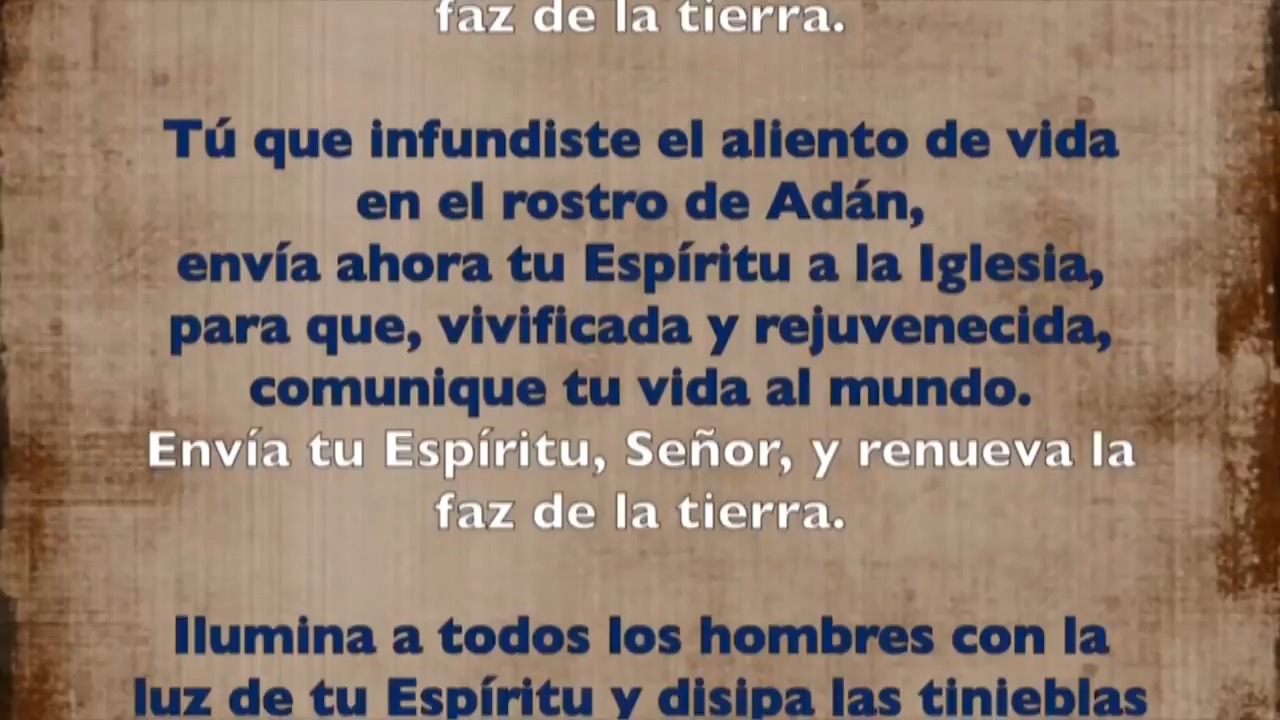 faz de la tierra.
Tú que infundiste el aliento de vida
en el rostro de Adán,
envía ahora tu Espíritu a la Iglesia,
para que, vivificada y rejuvenecida,
comunique tu vida al mundo.
Envía tu Espíritu, Señor, y renueva la
faz de la tierra.
Ilumina a todos los hombres con la
luz de tu Espíritu y disipa las tinieblas